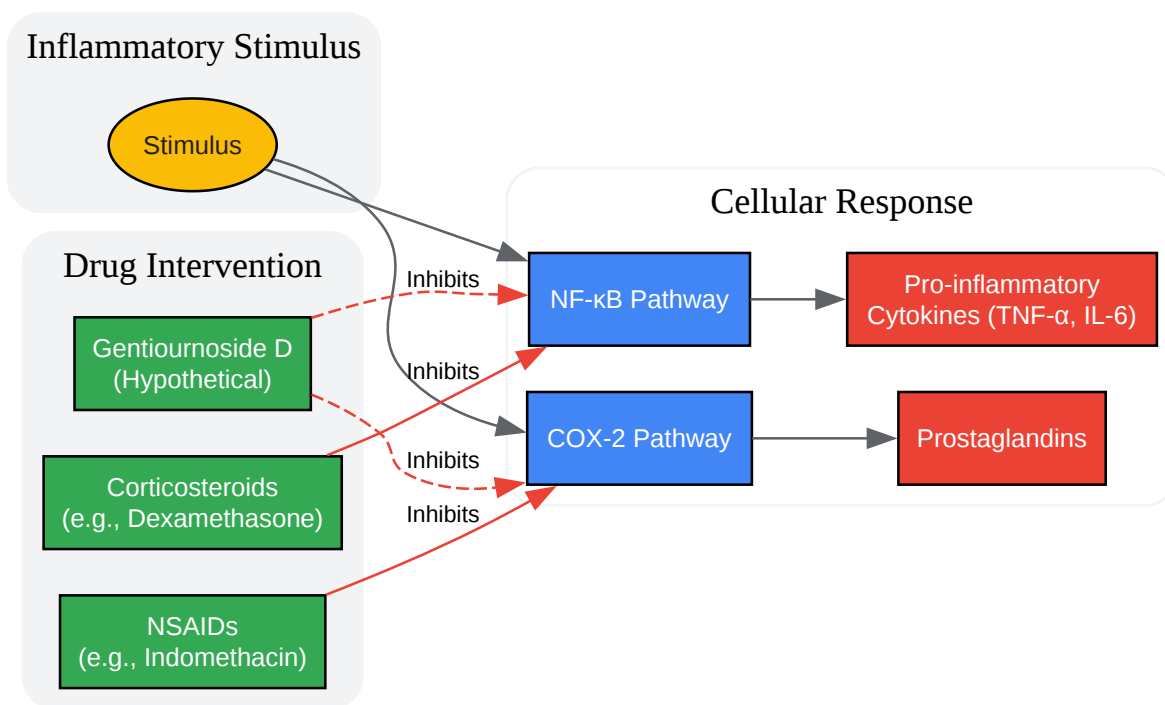 Inflammatory Stimulus
Stimulus
Drug Intervention
Gentiournoside D
(Hypothetical)
Corticosteroids
(e.g., Dexamethasone)
NSAIDs
(e.g., Indomethacin)
Inhibits
Inhibits
Inhibits
Inhibits
Cellular Response
NF-κB Pathway
Pro-inflammatory
Cytokines (TNF-α, IL-6)
COX-2 Pathway
Prostaglandins